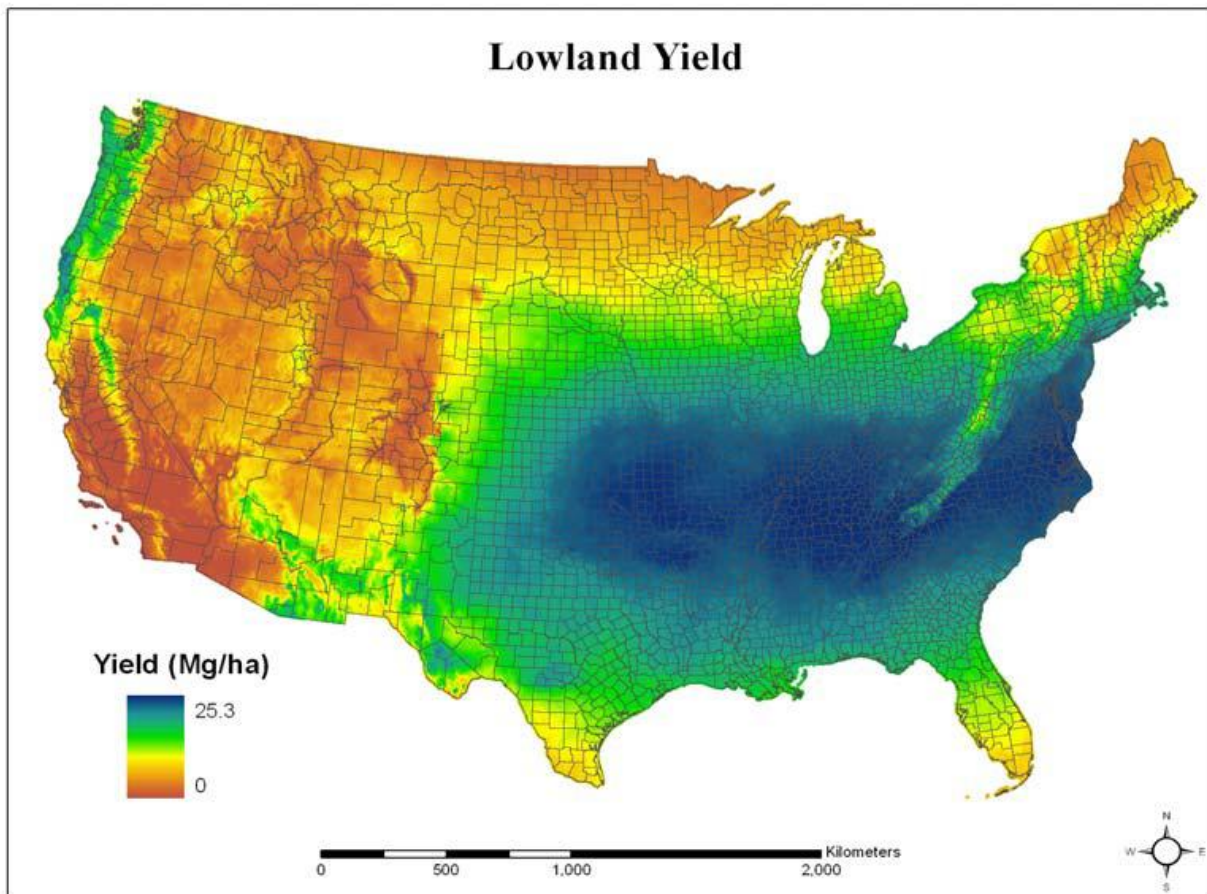 Lowland Yield
Yield (Mg/ha)
25.3
0
Kilometers
0 500 1,000 2,000
N
W E
S